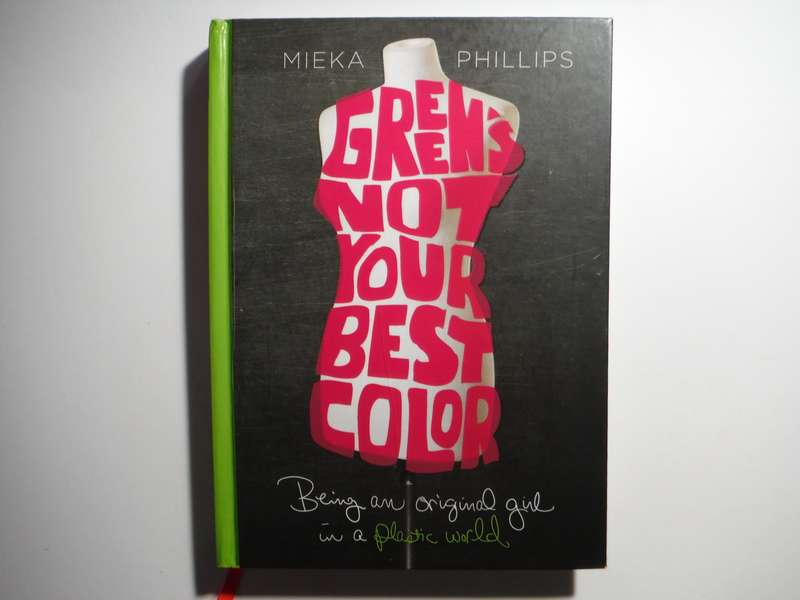 MIEKA PHILLIPS
GREEN'S
NOT
YOUR
BEST
COLOR
Being an original girl
in a plastic world